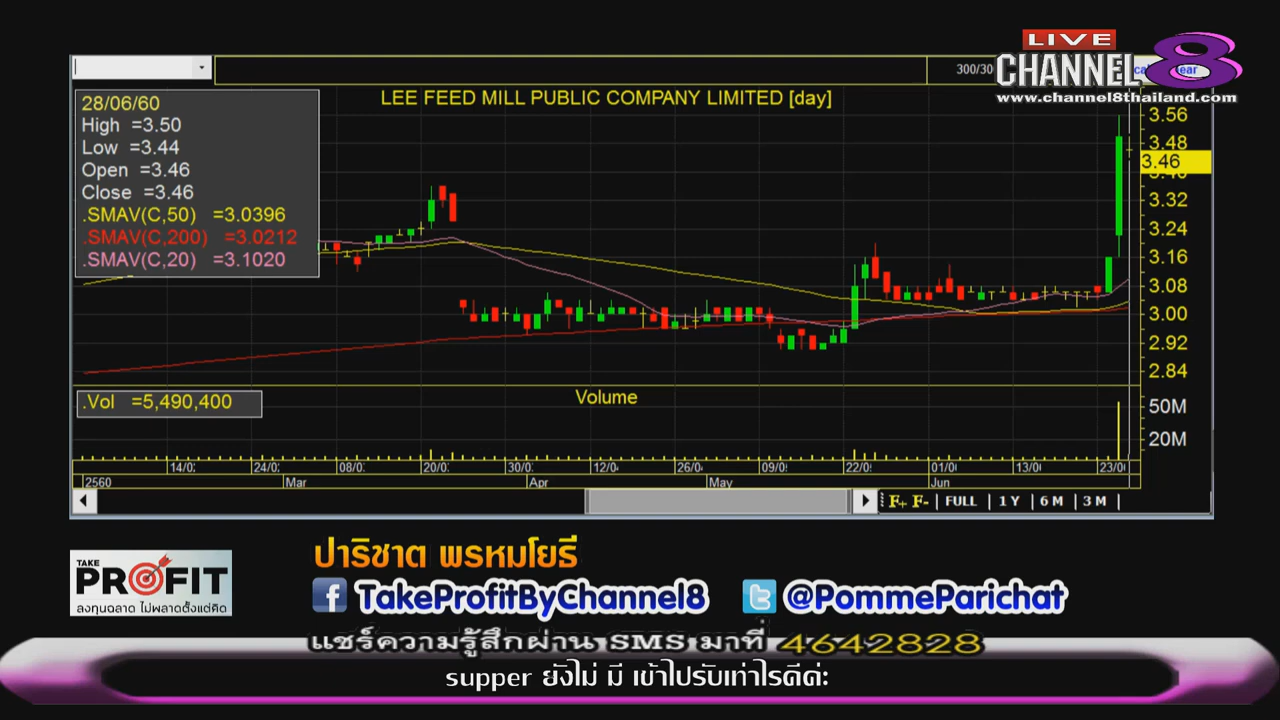 LIVE
CHANNEL 8
www.channel8thailand.com
300/30
LEE FEED MILL PUBLIC COMPANY LIMITED [day]
28/06/60
High =3.50
Low =3.44
Open =3.46
Close =3.46
.SMAV(C,50) =3.0396
.SMAV(C,200) =3.0212
.SMAV(C,20) =3.1020
3.56
3.48
3.46
3.32
3.24
3.16
3.08
3.00
2.92
2.84
.Vol =5,490,400
Volume
50M
20M
14/0
24/0
08/0
20/0
30/0
12/0
26/0
09/0
22/0
01/0
13/0
23/0
2560 Mar Apr May Jun
F+ F- | FULL | 1 Y | 6 M | 3 M |
TAKE
PROFIT
ลงทุนฉลาด ไม่พลาดตั้งแต่คิด
ปาริชาต พรหมโยธี
TakeProfitByChannel8 @PommeParichat
แชร์ความรู้สึกผ่าน SMS มาที่ 4642828
supper ยังไม่ มี เข้าไปรับเท่าไรดีค่ะ